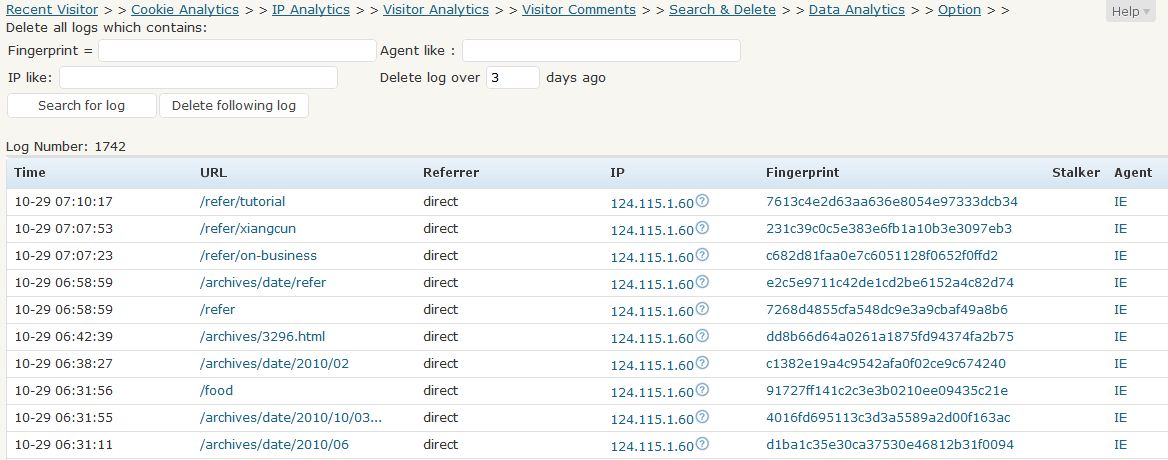 Recent Visitor > > Cookie Analytics > > IP Analytics > > Visitor Analytics > > Visitor Comments > > Search & Delete > > Data Analytics > > Option > > Help
Delete all logs which contains:
Fingerprint = Agent like :
IP like: Delete log over 3 days ago
Search for log Delete following log
Log Number: 1742
Time URL Referrer IP Fingerprint Stalker Agent
10-29 07:10:17 /refer/tutorial direct 124.115.1.60 ? 7613c4e2d63aa636e8054e97333dcb34 IE
10-29 07:07:53 /refer/xiangcun direct 124.115.1.60 ? 231c39c0c5e383e6fb1a10b3e3097eb3 IE
10-29 07:07:23 /refer/on-business direct 124.115.1.60 ? c682d81faa0e7c6051128f0652f0ffd2 IE
10-29 06:58:59 /archives/date/refer direct 124.115.1.60 ? e2c5e9711c42de1cd2be6152a4c82d74 IE
10-29 06:58:59 /refer direct 124.115.1.60 ? 7268d4855cfa548dc9e3a9cbaf49a8b6 IE
10-29 06:42:39 /archives/3296.html direct 124.115.1.60 ? dd8b66d64a0261a1875fd94374fa2b75 IE
10-29 06:38:27 /archives/date/2010/02 direct 124.115.1.60 ? c1382e19a4c9542afa0f02ce9c674240 IE
10-29 06:31:56 /food direct 124.115.1.60 ? 91727ff141c2c3e3b0210ee09435c21e IE
10-29 06:31:55 /archives/date/2010/10/03... direct 124.115.1.60 ? 4016fd695113c3d3a5589a2d00f163ac IE
10-29 06:31:11 /archives/date/2010/06 direct 124.115.1.60 ? d1ba1c35e30ca37530e46812b31f0094 IE